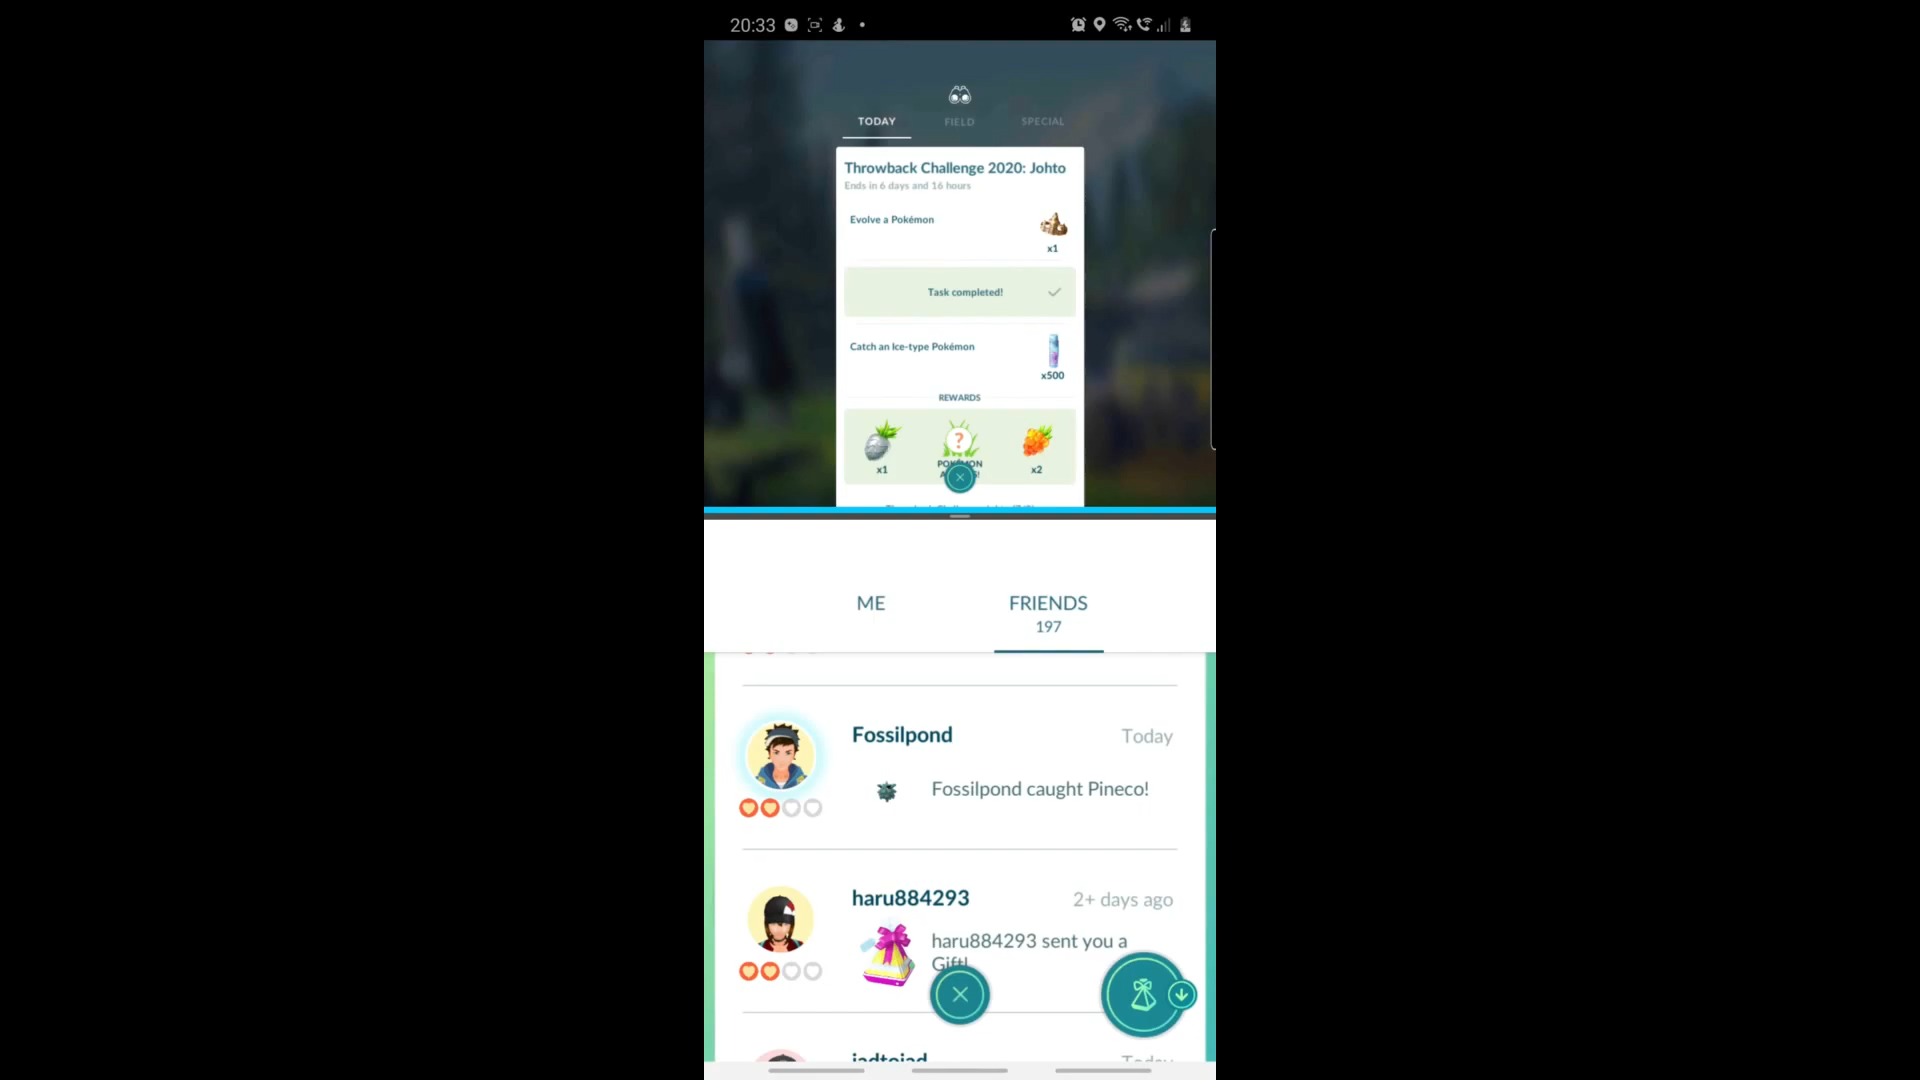 20:33
TODAY
FIELD
SPECIAL
Throwback Challenge 2020: Johto
Ends in 6 days and 16 hours
Evolve a Pokémon
x1
Task completed!
Catch an Ice-type Pokémon
x500
REWARDS
?
x1
x2
ME
FRIENDS
197
Fossilpond
Today
Fossilpond caught Pineco!
haru884293
2+ days ago
haru884293 sent you a
Gift!
Today